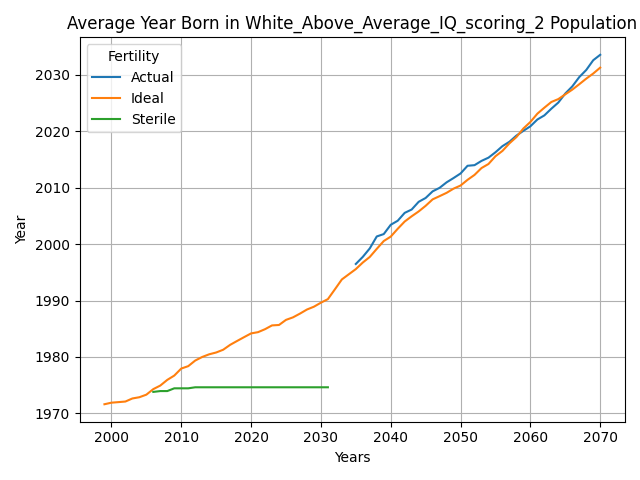 Average Year Born in White_Above_Average_IQ_scoring_2 Population
Fertility
Actual
Ideal
Sterile
Year
2030
2020
2010
2000
1990
1980
1970
2000 2010 2020 2030 2040 2050 2060 2070
Years